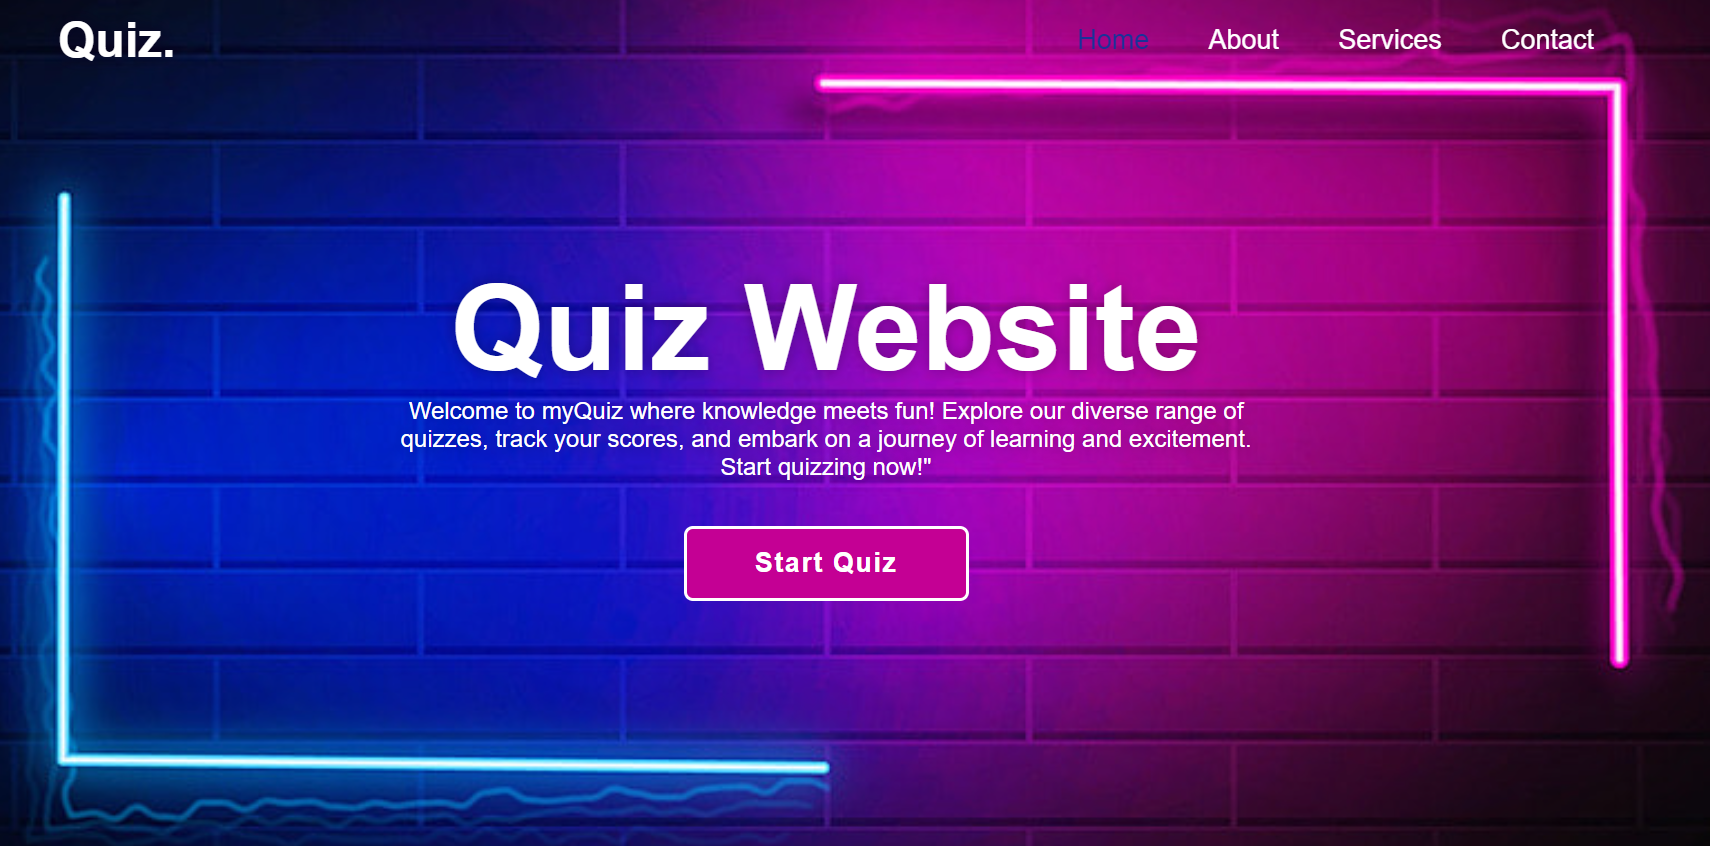 Quiz.
Home About Services Contact
Quiz Website
Welcome to myQuiz where knowledge meets fun! Explore our diverse range of
quizzes, track your scores, and embark on a journey of learning and excitement.
Start quizzing now!"
Start Quiz